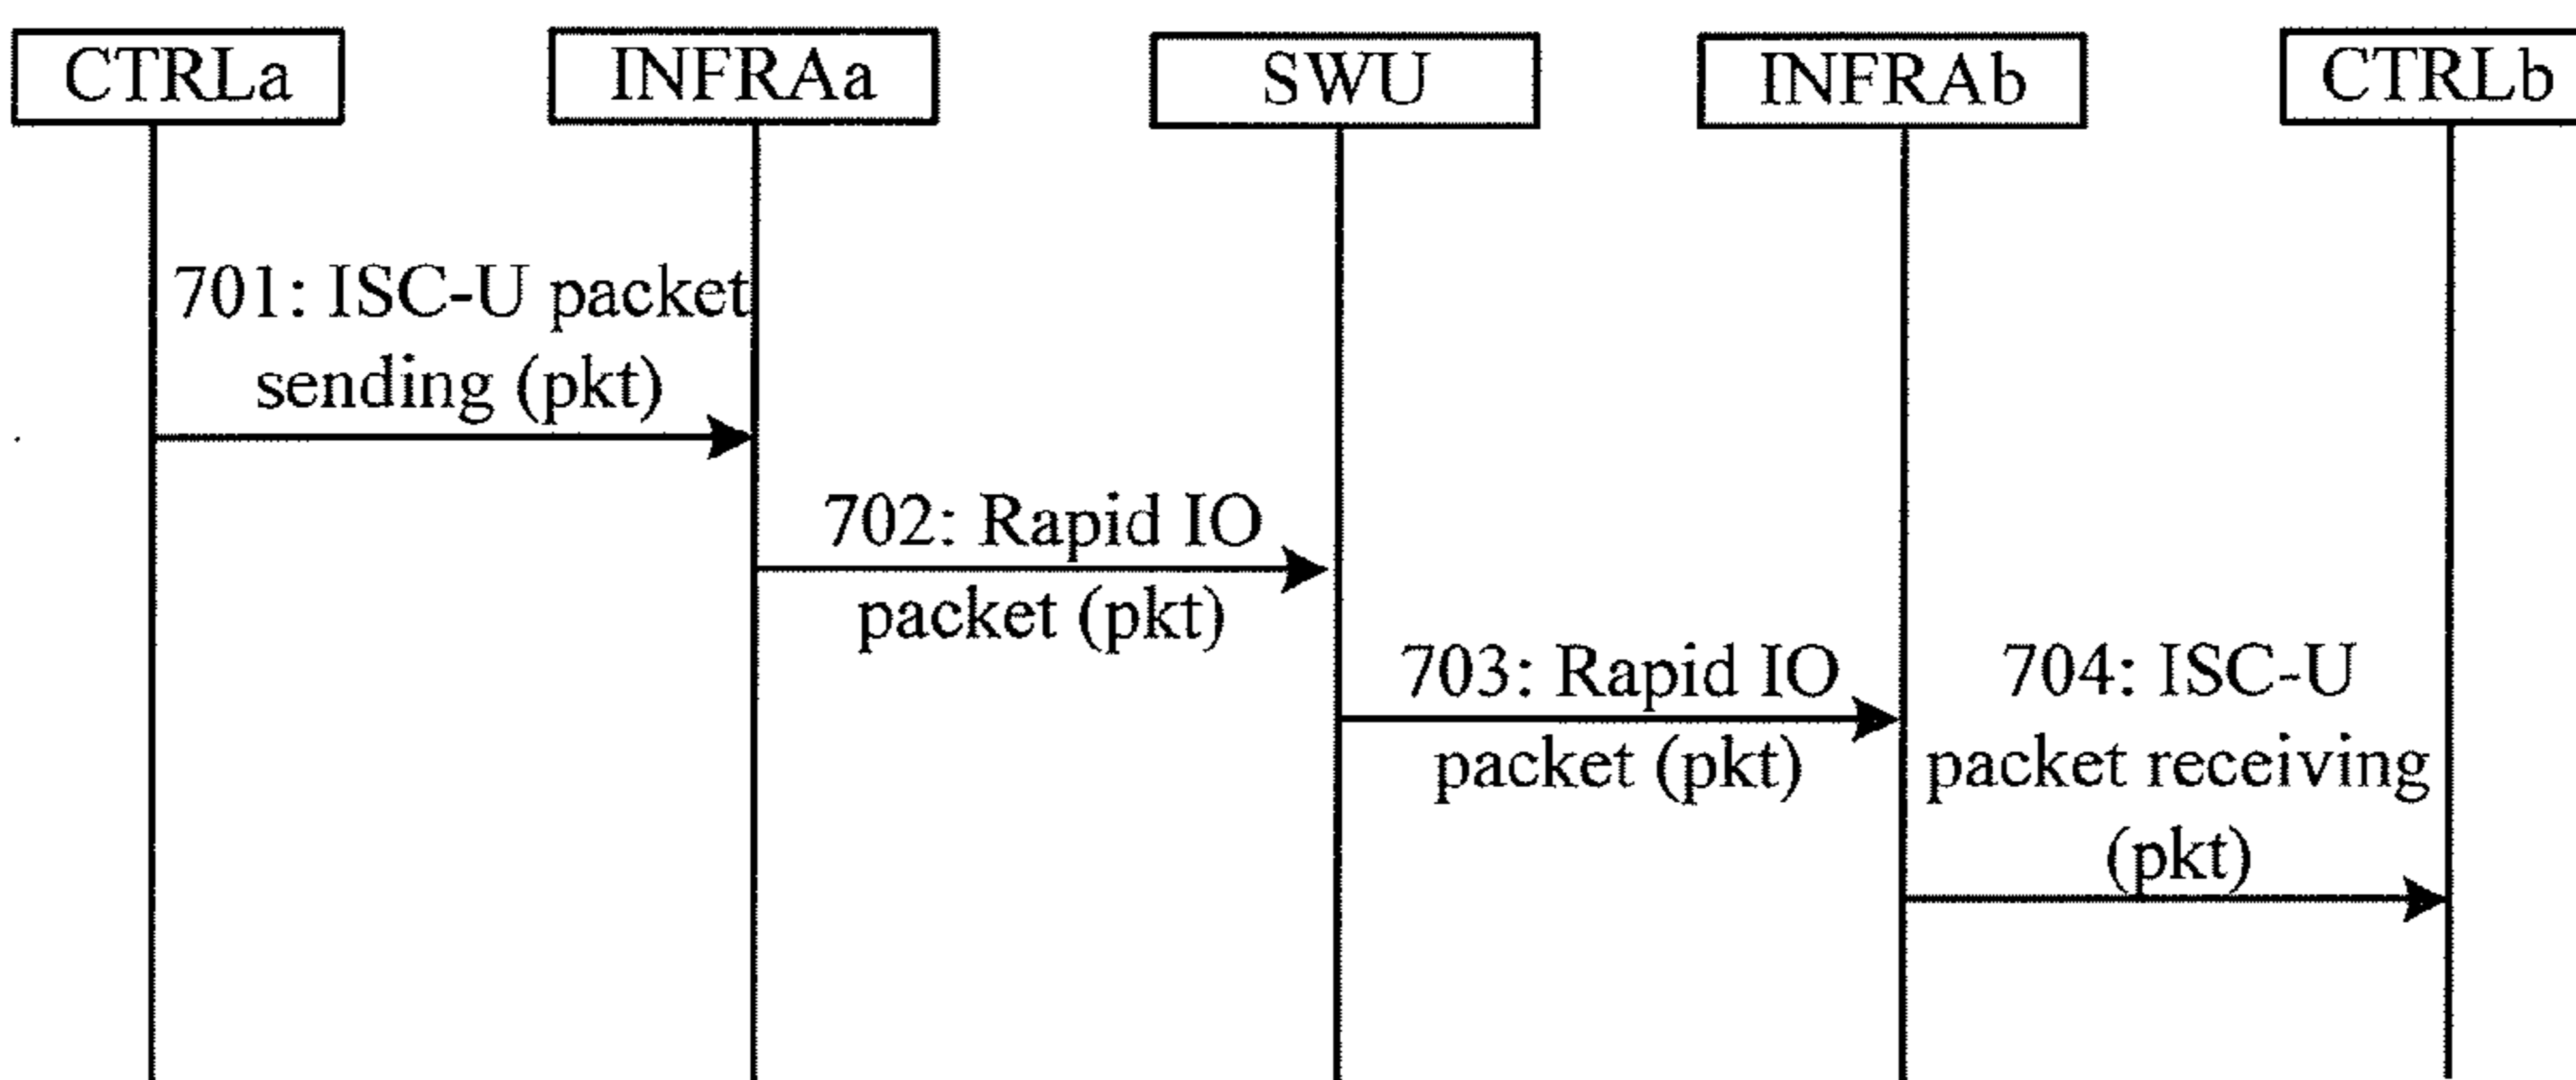 CTRLa
INFRAa
SWU
INFRAb
CTRLb
701: ISC-U packet
sending (pkt)
702: Rapid IO
packet (pkt)
703: Rapid IO
packet (pkt)
704: ISC-U
packet receiving
(pkt)